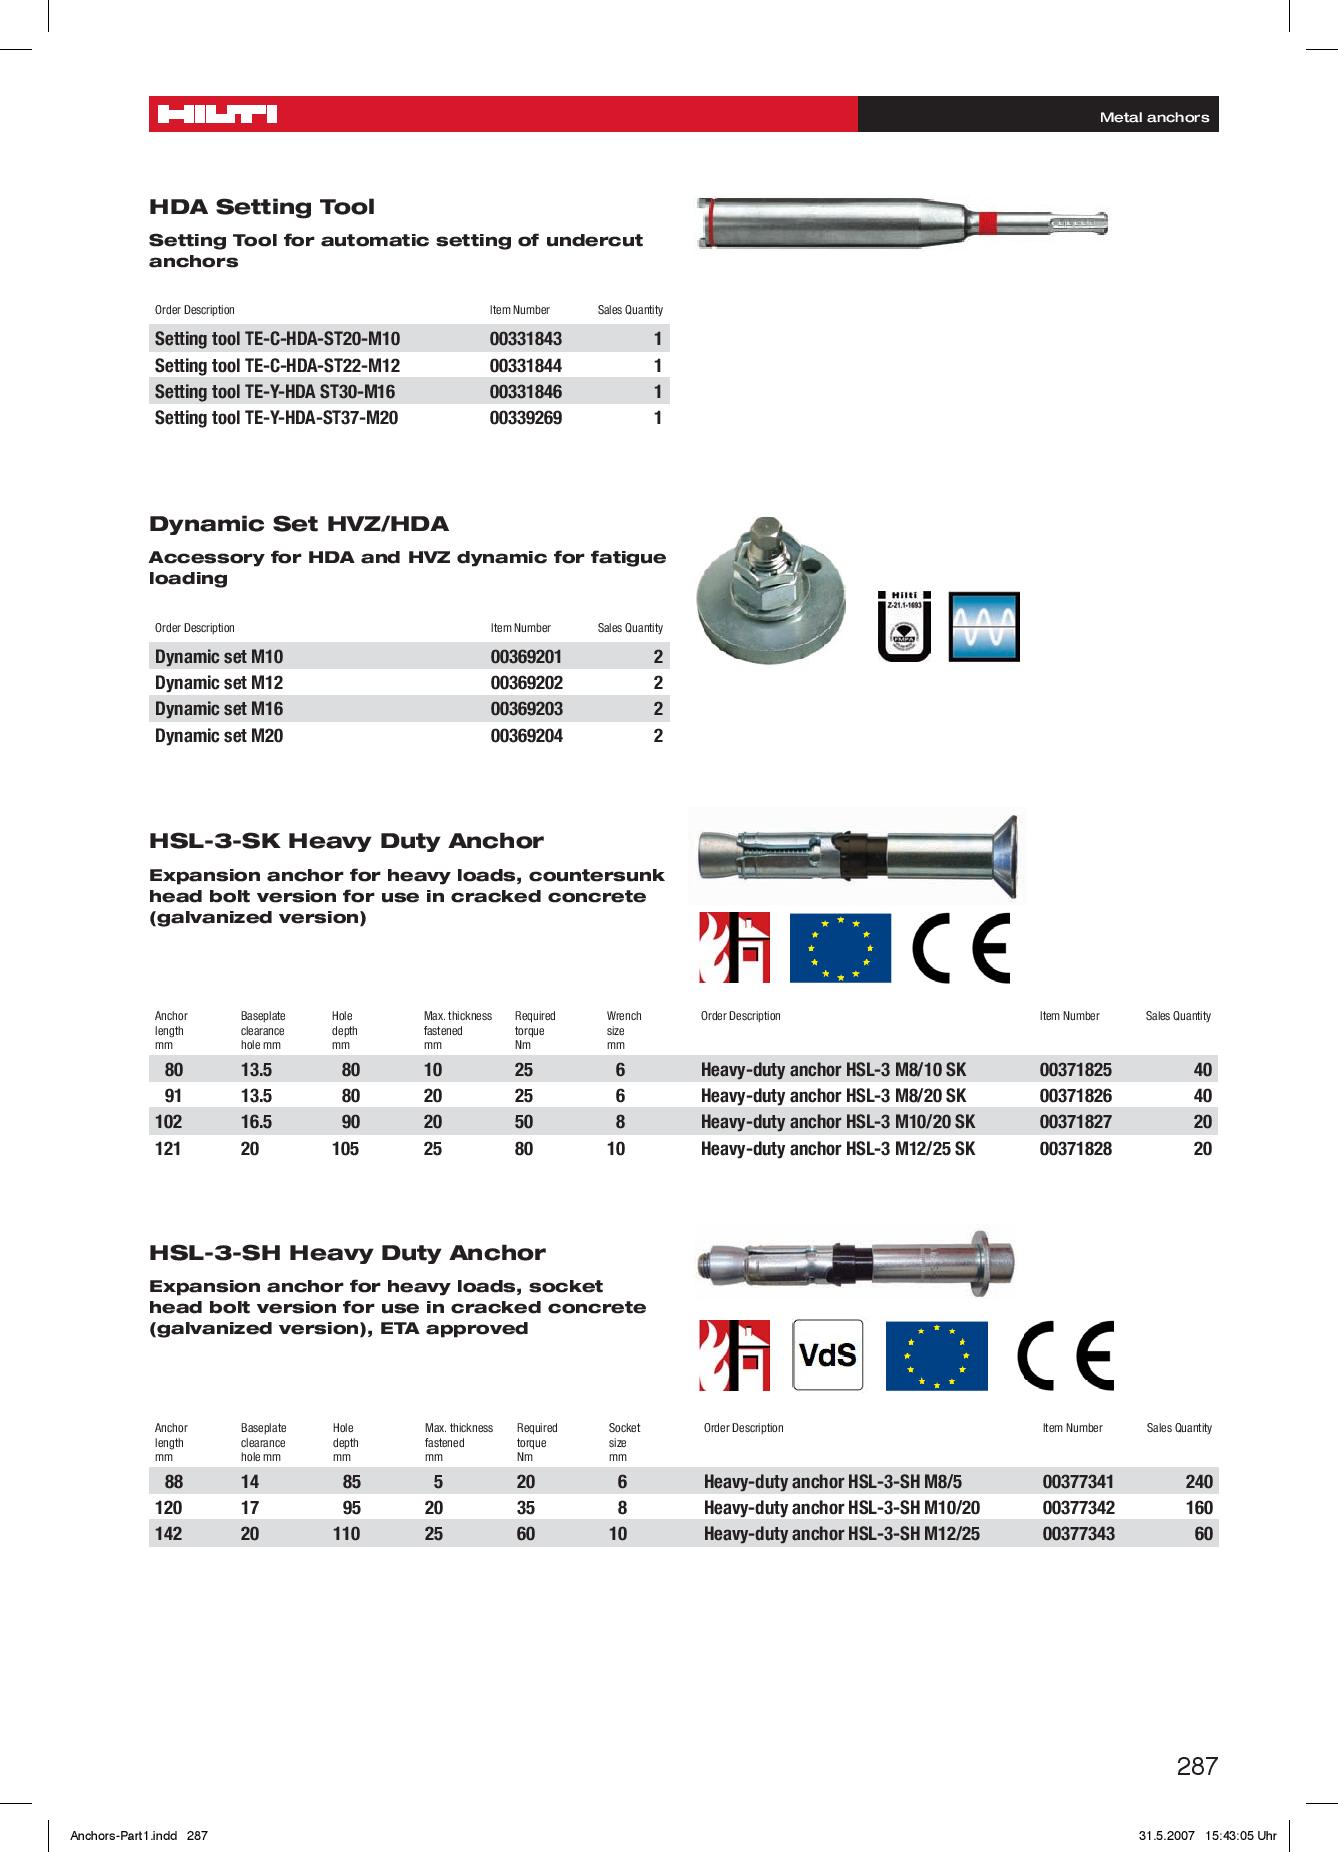 HILTI
Metal anchors
HDA Setting Tool
Setting Tool for automatic setting of undercut
anchors
Order Description Item Number Sales Quantity
Setting tool TE-C-HDA-ST20-M10 00331843 1
Setting tool TE-C-HDA-ST22-M12 00331844 1
Setting tool TE-Y-HDA ST30-M16 00331846 1
Setting tool TE-Y-HDA-ST37-M20 00339269 1
Dynamic Set HVZ/HDA
Accessory for HDA and HVZ dynamic for fatigue
loading
Hilti
Z-21.1-1693
FMPA
Order Description Item Number Sales Quantity
Dynamic set M10 00369201 2
Dynamic set M12 00369202 2
Dynamic set M16 00369203 2
Dynamic set M20 00369204 2
HSL-3-SK Heavy Duty Anchor
Expansion anchor for heavy loads, countersunk
head bolt version for use in cracked concrete
(galvanized version)
CE
Anchor Baseplate Hole Max. thickness Required Wrench Order Description Item Number Sales Quantity
length clearance depth fastened torque size
mm hole mm mm mm Nm mm
80 13.5 80 10 25 6 Heavy-duty anchor HSL-3 M8/10 SK 00371825 40
91 13.5 80 20 25 6 Heavy-duty anchor HSL-3 M8/20 SK 00371826 40
102 16.5 90 20 50 8 Heavy-duty anchor HSL-3 M10/20 SK 00371827 20
121 20 105 25 80 10 Heavy-duty anchor HSL-3 M12/25 SK 00371828 20
HSL-3-SH Heavy Duty Anchor
Expansion anchor for heavy loads, socket
head bolt version for use in cracked concrete
(galvanized version), ETA approved
VdS
CE
Anchor Baseplate Hole Max. thickness Required Socket Order Description Item Number Sales Quantity
length clearance depth fastened torque size
mm hole mm mm mm Nm mm
88 14 85 5 20 6 Heavy-duty anchor HSL-3-SH M8/5 00377341 240
120 17 95 20 35 8 Heavy-duty anchor HSL-3-SH M10/20 00377342 160
142 20 110 25 60 10 Heavy-duty anchor HSL-3-SH M12/25 00377343 60
287
Anchors-Part1.indd 287 31.5.2007 15:43:05 Uhr